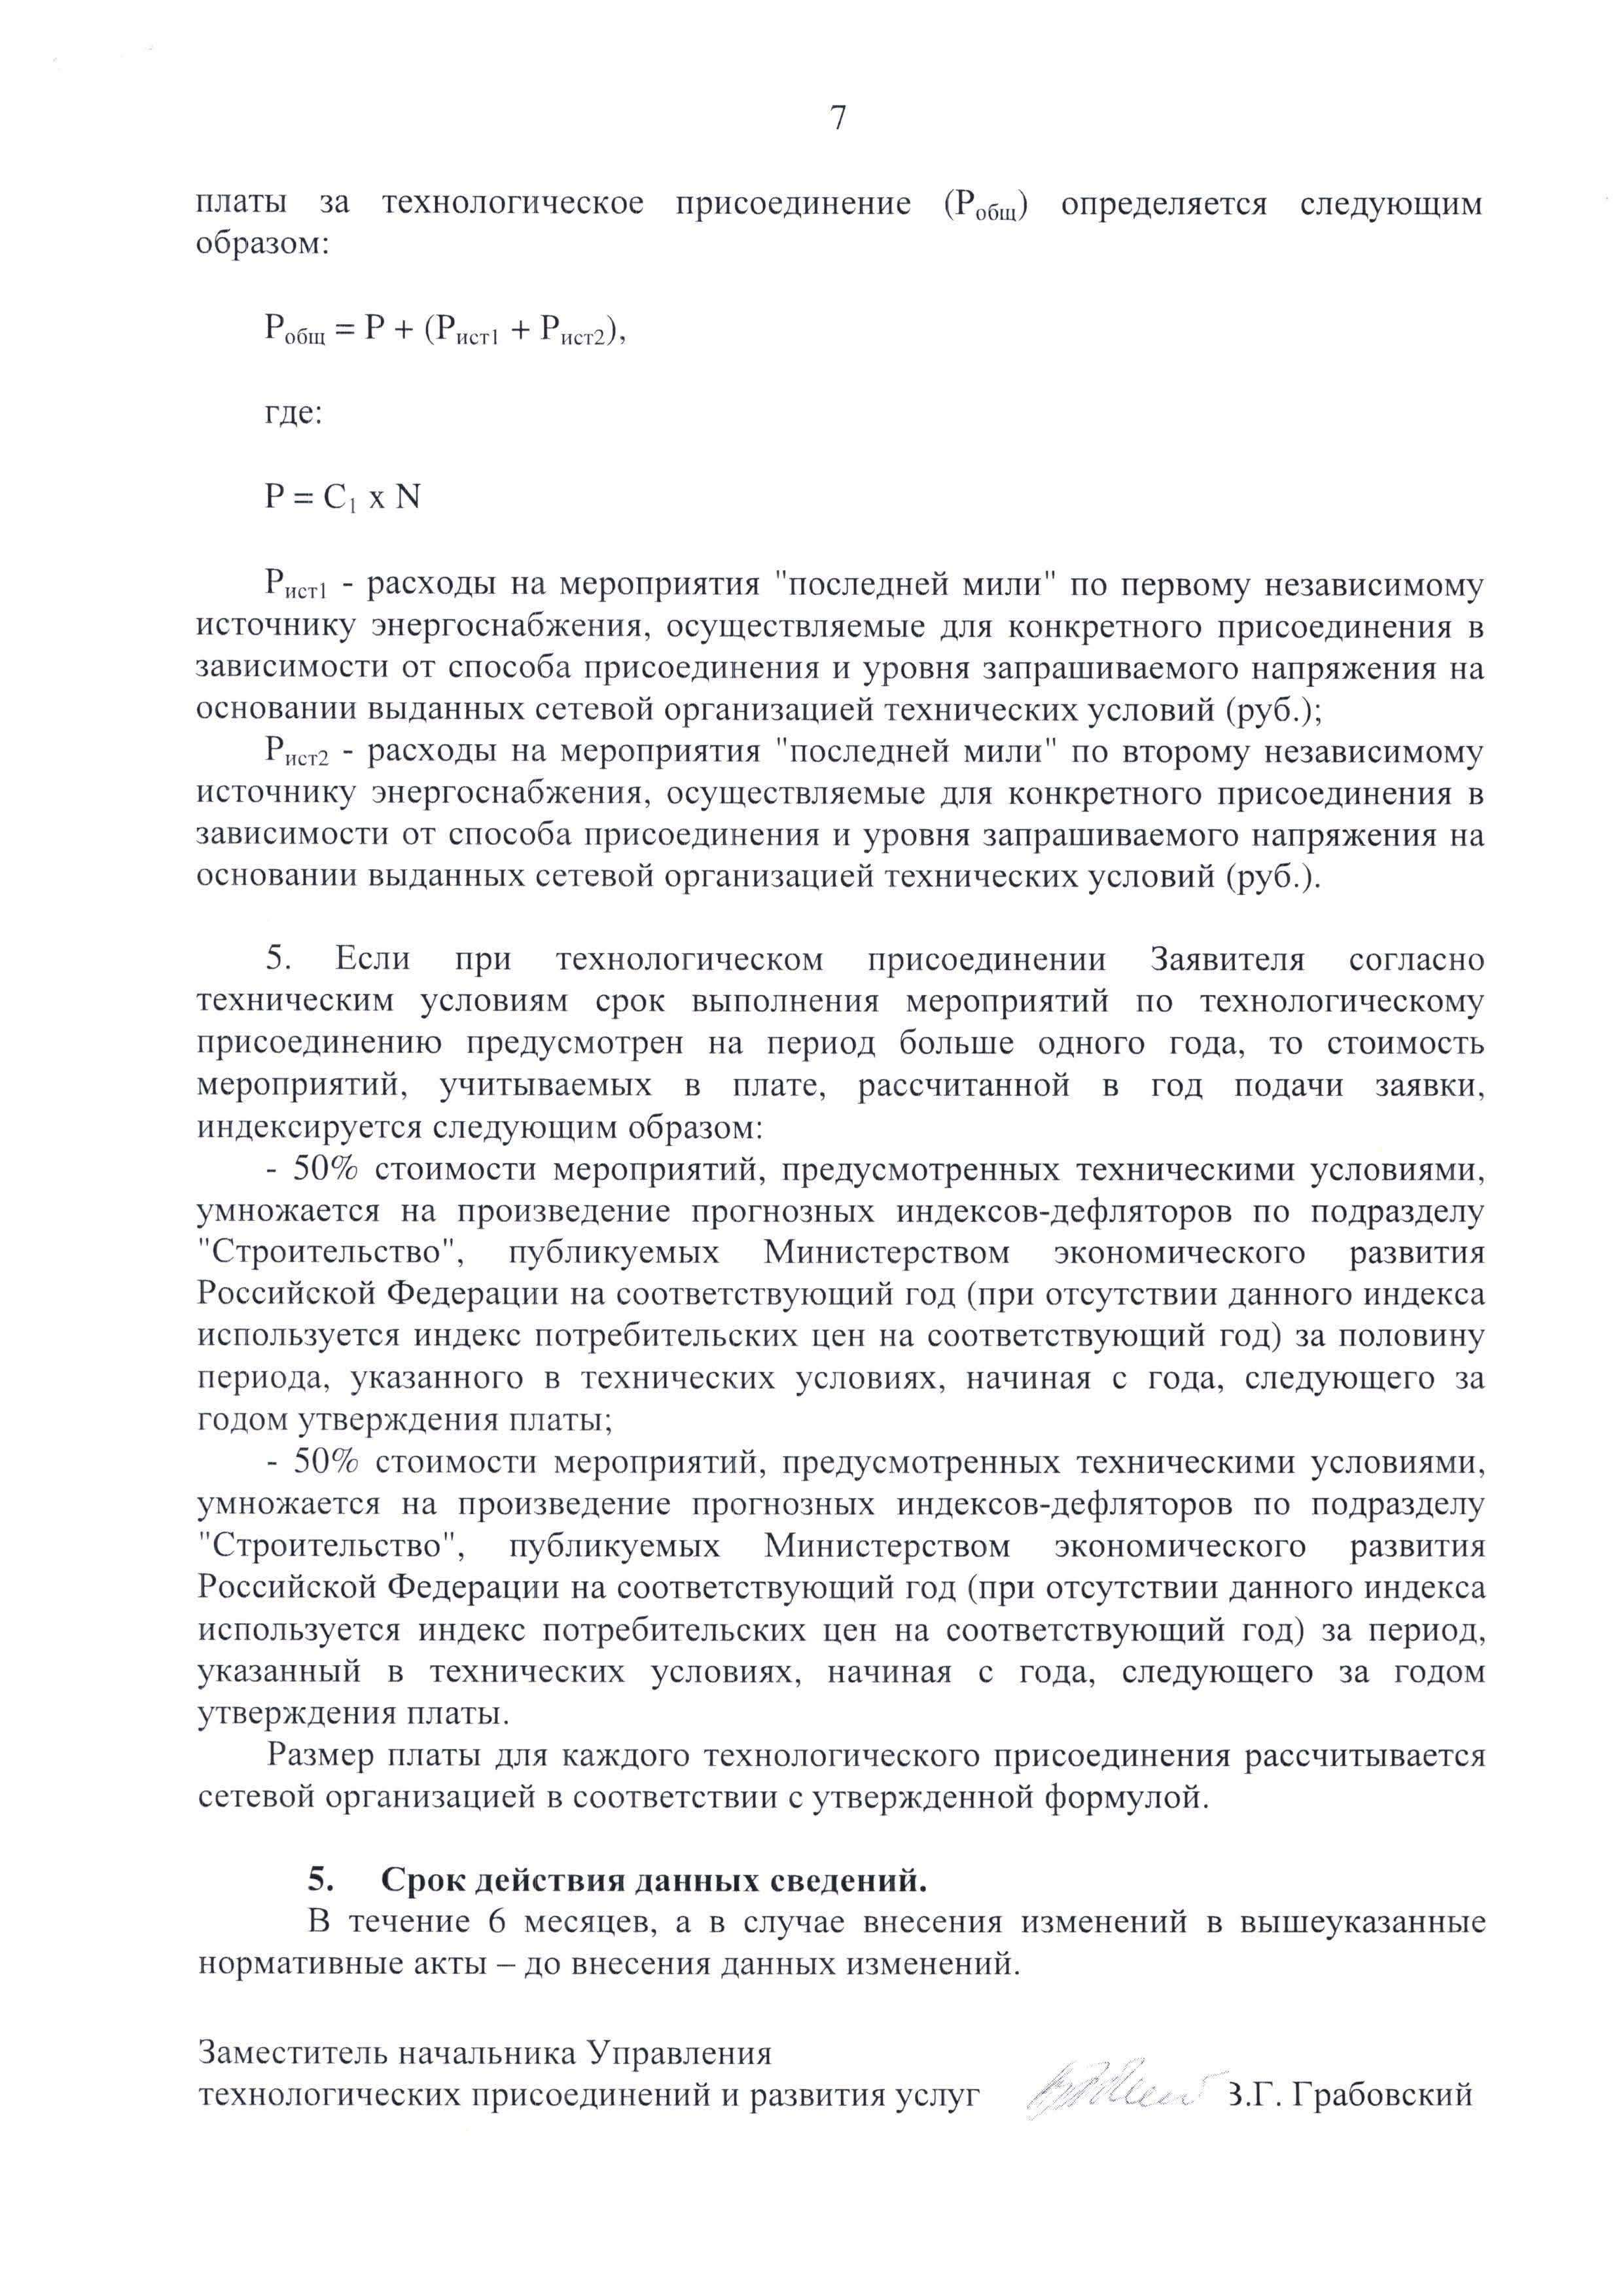 7
платы за технологическое присоединение (Робщ) определяется следующим
образом:
Робщ = Р + (Рист1 + Рист2),
где:
Р = С1 х N
Рист1 - расходы на мероприятия "последней мили" по первому независимому
источнику энергоснабжения, осуществляемые для конкретного присоединения в
зависимости от способа присоединения и уровня запрашиваемого напряжения на
основании выданных сетевой организацией технических условий (руб.);
Рист2 - расходы на мероприятия "последней мили" по второму независимому
источнику энергоснабжения, осуществляемые для конкретного присоединения в
зависимости от способа присоединения и уровня запрашиваемого напряжения на
основании выданных сетевой организацией технических условий (руб.).
5. Если при технологическом присоединении Заявителя согласно
техническим условиям срок выполнения мероприятий по технологическому
присоединению предусмотрен на период больше одного года, то стоимость
мероприятий, учитываемых в плате, рассчитанной в год подачи заявки,
индексируется следующим образом:
- 50% стоимости мероприятий, предусмотренных техническими условиями,
умножается на произведение прогнозных индексов-дефляторов по подразделу
"Строительство", публикуемых Министерством экономического развития
Российской Федерации на соответствующий год (при отсутствии данного индекса
используется индекс потребительских цен на соответствующий год) за половину
периода, указанного в технических условиях, начиная с года, следующего за
годом утверждения платы;
- 50% стоимости мероприятий, предусмотренных техническими условиями,
умножается на произведение прогнозных индексов-дефляторов по подразделу
"Строительство", публикуемых Министерством экономического развития
Российской Федерации на соответствующий год (при отсутствии данного индекса
используется индекс потребительских цен на соответствующий год) за период,
указанный в технических условиях, начиная с года, следующего за годом
утверждения платы.
Размер платы для каждого технологического присоединения рассчитывается
сетевой организацией в соответствии с утвержденной формулой.
5. Срок действия данных сведений.
В течение 6 месяцев, а в случае внесения изменений в вышеуказанные
нормативные акты – до внесения данных изменений.
Заместитель начальника Управления
технологических присоединений и развития услуг В.Г. Грабовский